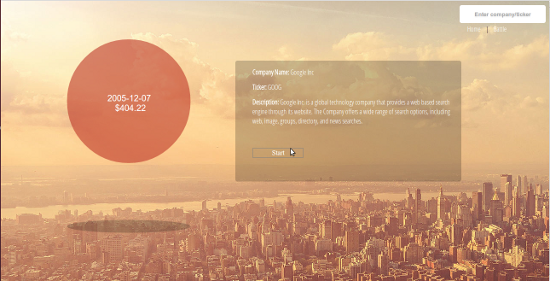 Enter company/ticker
2005-12-07
$404.22
Company Name: Google Inc
Ticker: GOOG
Description: Google Inc. is a global technology company that provides a web based search
engine through its website. The Company offers a wide range of search options, including
web, image, groups, directory, and news searches.
Start